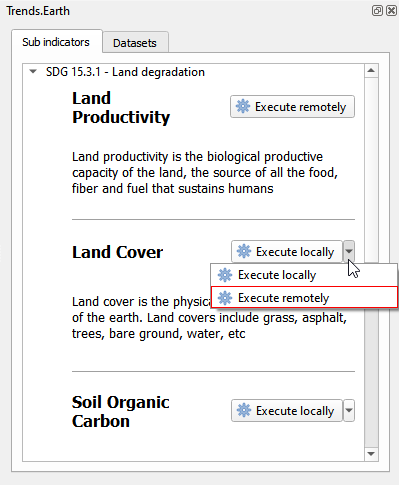 Trends.Earth
Sub indicators
Datasets
SDG 15.3.1 - Land degradation
Land
Productivity
Execute remotely
Land productivity is the biological productive
capacity of the land, the source of all the food,
fiber and fuel that sustains humans
Land Cover
Execute locally
Execute locally
Execute remotely
Land cover is the physica
of the earth. Land covers include grass, asphalt,
trees, bare ground, water, etc
Soil Organic
Carbon
Execute locally